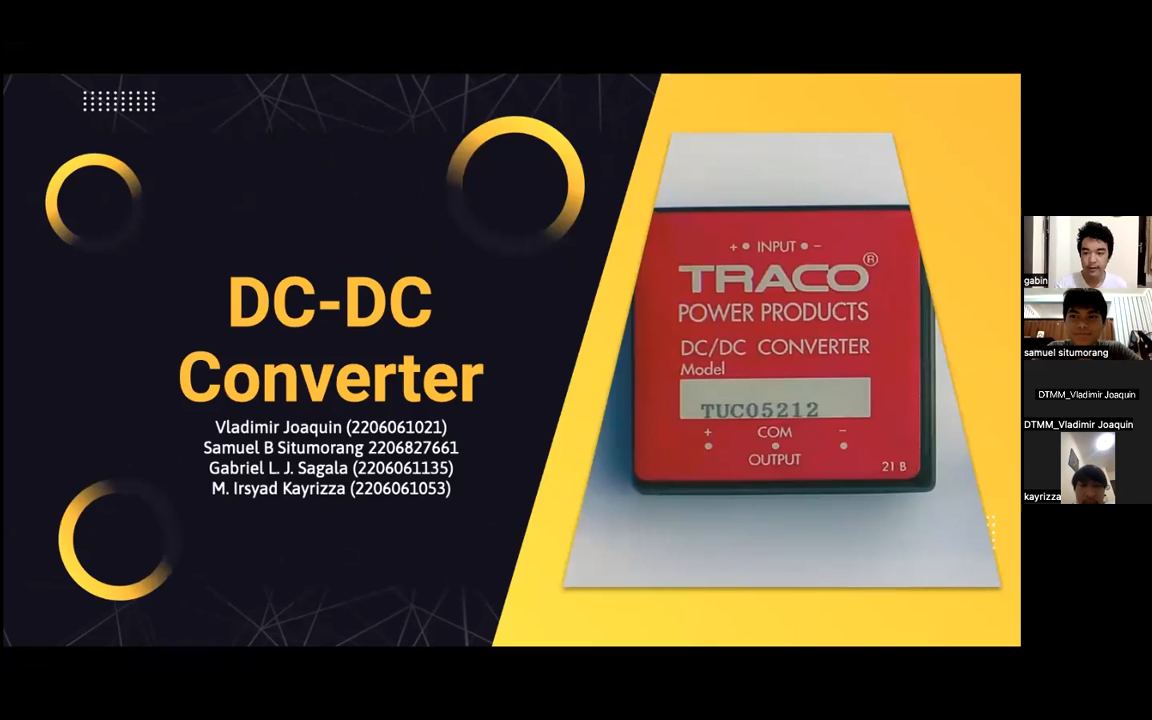 DC-DC
Converter
Vladimir Joaquin (2206061021)
Samuel B Situmorang 2206827661
Gabriel L. J. Sagala (2206061135)
M. Irsyad Kayrizza (2206061053)
+ INPUT −
TRACO®
POWER PRODUCTS
DC/DC CONVERTER
Model
TUC05212
+ COM −
OUTPUT
21 B
gabin
samuel situmorang
DTMM_Vladimir Joaquin
DTMM_Vladimir Joaquin
kayrizza